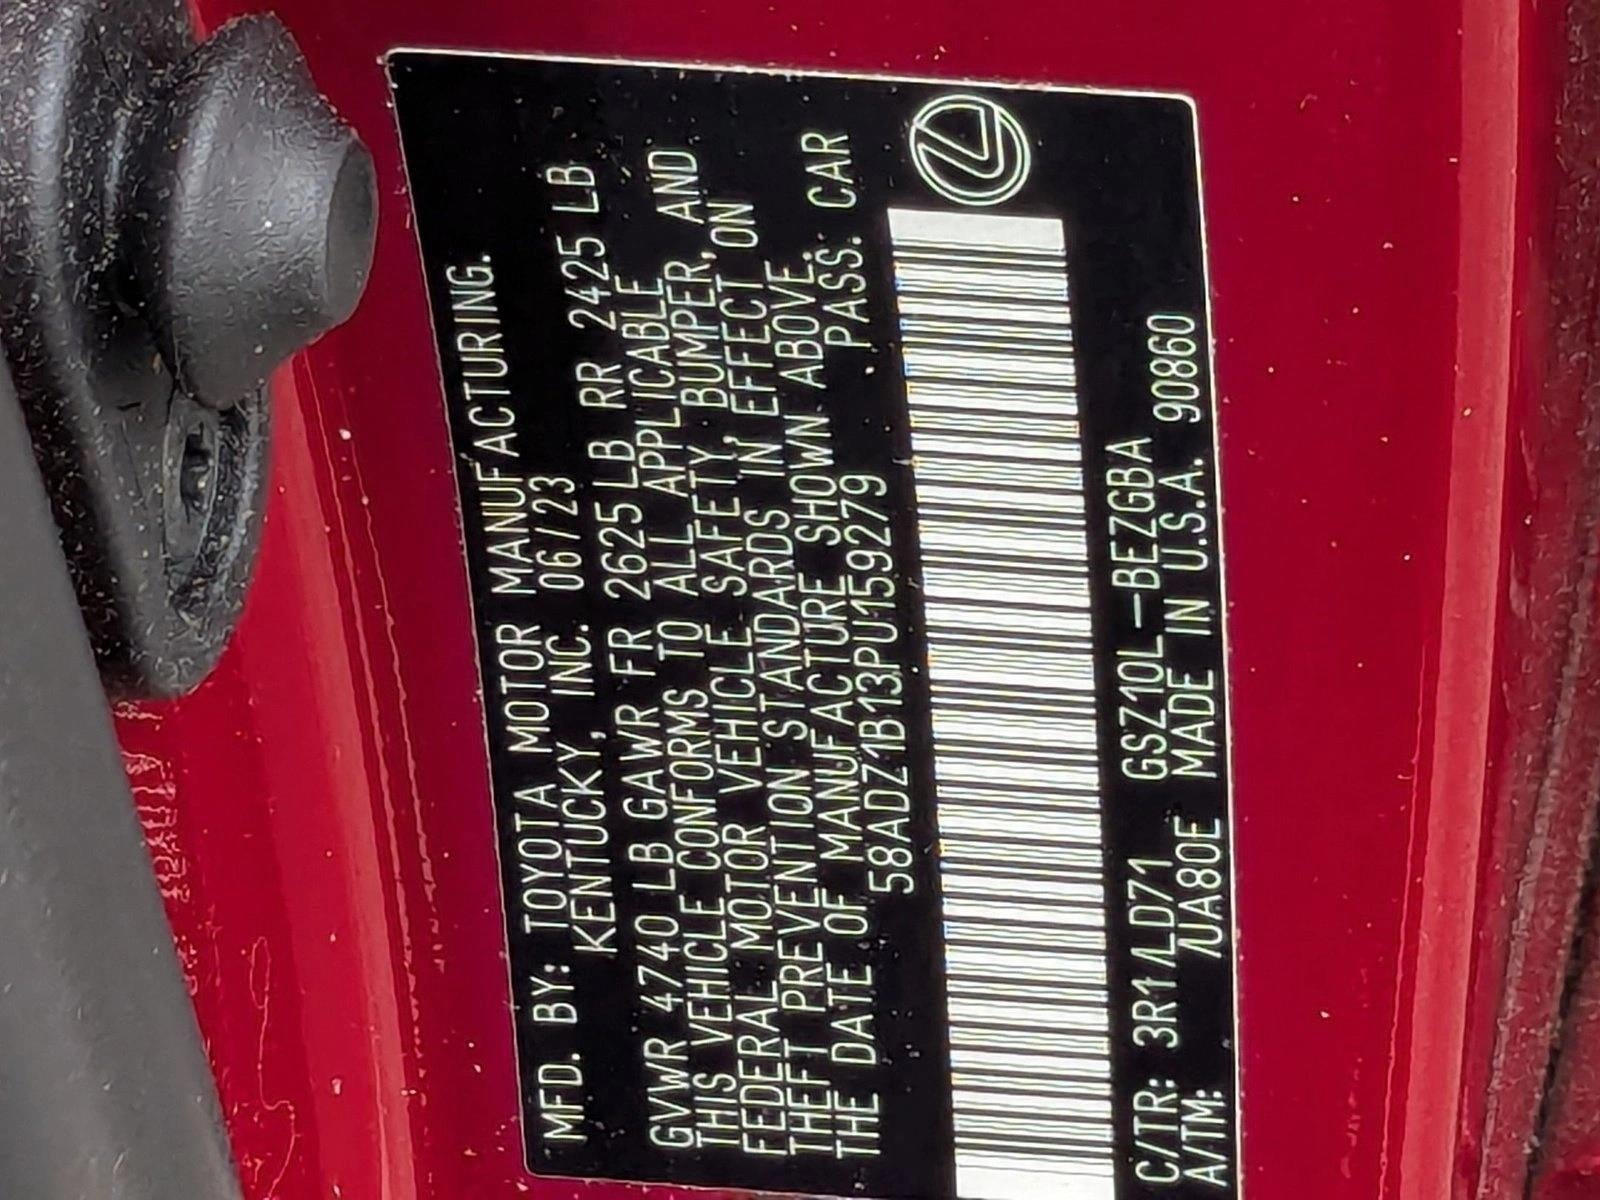 MFD. BY: TOYOTA MOTOR MANUFACTURING.
KENTUCKY, INC. 06/23
GVWR 4740 LB GAWR FR 2625 LB RR 2425 LB
THIS VEHICLE CONFORMS TO ALL APPLICABLE
FEDERAL MOTOR VEHICLE SAFETY, BUMPER, AND
THEFT PREVENTION STANDARDS IN EFFECT ON
THE DATE OF MANUFACTURE SHOWN ABOVE.
58ADZ1B13PU159279 PASS. CAR
C/TR: 3R1/LD71 GSZ10L-BEZGBA
A/TM: /UA80E MADE IN U.S.A. 90860